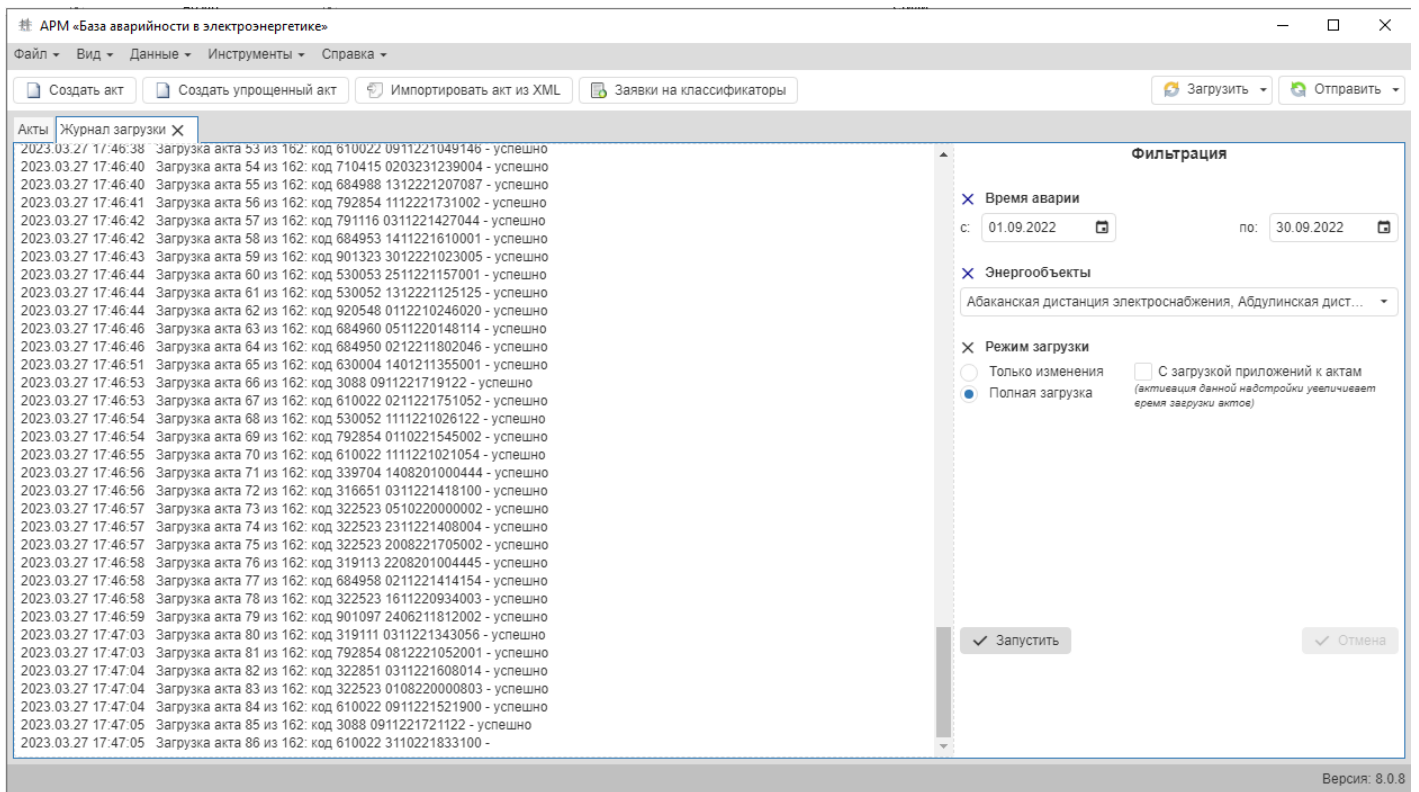 АРМ «База аварийности в электроэнергетике»
Файл Вид Данные Инструменты Справка
Создать акт Создать упрощенный акт Импортировать акт из XML Заявки на классификаторы Загрузить Отправить
Акты Журнал загрузки
2023.03.27 17:46:38 Загрузка акта 53 из 162: код 610022 0911221049146 - успешно
2023.03.27 17:46:40 Загрузка акта 54 из 162: код 710415 0203231239004 - успешно
2023.03.27 17:46:40 Загрузка акта 55 из 162: код 684988 1312221207087 - успешно
2023.03.27 17:46:41 Загрузка акта 56 из 162: код 792854 1112221731002 - успешно
2023.03.27 17:46:42 Загрузка акта 57 из 162: код 791116 0311221427044 - успешно
2023.03.27 17:46:42 Загрузка акта 58 из 162: код 684953 1411221610001 - успешно
2023.03.27 17:46:43 Загрузка акта 59 из 162: код 901323 3012221023005 - успешно
2023.03.27 17:46:44 Загрузка акта 60 из 162: код 530053 2511221157001 - успешно
2023.03.27 17:46:44 Загрузка акта 61 из 162: код 530052 1312221125125 - успешно
2023.03.27 17:46:44 Загрузка акта 62 из 162: код 920548 0112210246020 - успешно
2023.03.27 17:46:46 Загрузка акта 63 из 162: код 684960 0511220148114 - успешно
2023.03.27 17:46:46 Загрузка акта 64 из 162: код 684950 0212211802046 - успешно
2023.03.27 17:46:51 Загрузка акта 65 из 162: код 630004 1401211355001 - успешно
2023.03.27 17:46:53 Загрузка акта 66 из 162: код 3088 0911221719122 - успешно
2023.03.27 17:46:53 Загрузка акта 67 из 162: код 610022 0211221751052 - успешно
2023.03.27 17:46:54 Загрузка акта 68 из 162: код 530052 1111221026122 - успешно
2023.03.27 17:46:54 Загрузка акта 69 из 162: код 792854 0110221545002 - успешно
2023.03.27 17:46:55 Загрузка акта 70 из 162: код 610022 1111221021054 - успешно
2023.03.27 17:46:56 Загрузка акта 71 из 162: код 339704 1408201000444 - успешно
2023.03.27 17:46:56 Загрузка акта 72 из 162: код 316651 0311221418100 - успешно
2023.03.27 17:46:57 Загрузка акта 73 из 162: код 322523 0510220000002 - успешно
2023.03.27 17:46:57 Загрузка акта 74 из 162: код 322523 2311221408004 - успешно
2023.03.27 17:46:57 Загрузка акта 75 из 162: код 322523 2008221705002 - успешно
2023.03.27 17:46:58 Загрузка акта 76 из 162: код 319113 2208201004445 - успешно
2023.03.27 17:46:58 Загрузка акта 77 из 162: код 684958 0211221414154 - успешно
2023.03.27 17:46:58 Загрузка акта 78 из 162: код 322523 1611220934003 - успешно
2023.03.27 17:46:59 Загрузка акта 79 из 162: код 901097 2406211812002 - успешно
2023.03.27 17:47:03 Загрузка акта 80 из 162: код 319111 0311221343056 - успешно
2023.03.27 17:47:03 Загрузка акта 81 из 162: код 792854 0812221052001 - успешно
2023.03.27 17:47:04 Загрузка акта 82 из 162: код 322851 0311221608014 - успешно
2023.03.27 17:47:04 Загрузка акта 83 из 162: код 322523 0108220000803 - успешно
2023.03.27 17:47:04 Загрузка акта 84 из 162: код 610022 0911221521900 - успешно
2023.03.27 17:47:05 Загрузка акта 85 из 162: код 3088 0911221721122 - успешно
2023.03.27 17:47:05 Загрузка акта 86 из 162: код 610022 3110221833100 -
Фильтрация
Время аварии
с: 01.09.2022 по: 30.09.2022
Энергообъекты
Абаканская дистанция электроснабжения, Абдулинская дист...
Режим загрузки
Только изменения
Полная загрузка
С загрузкой приложений к актам
(активация данной надстройки увеличивает
время загрузки актов)
Запустить Отмена
Версия: 8.0.8